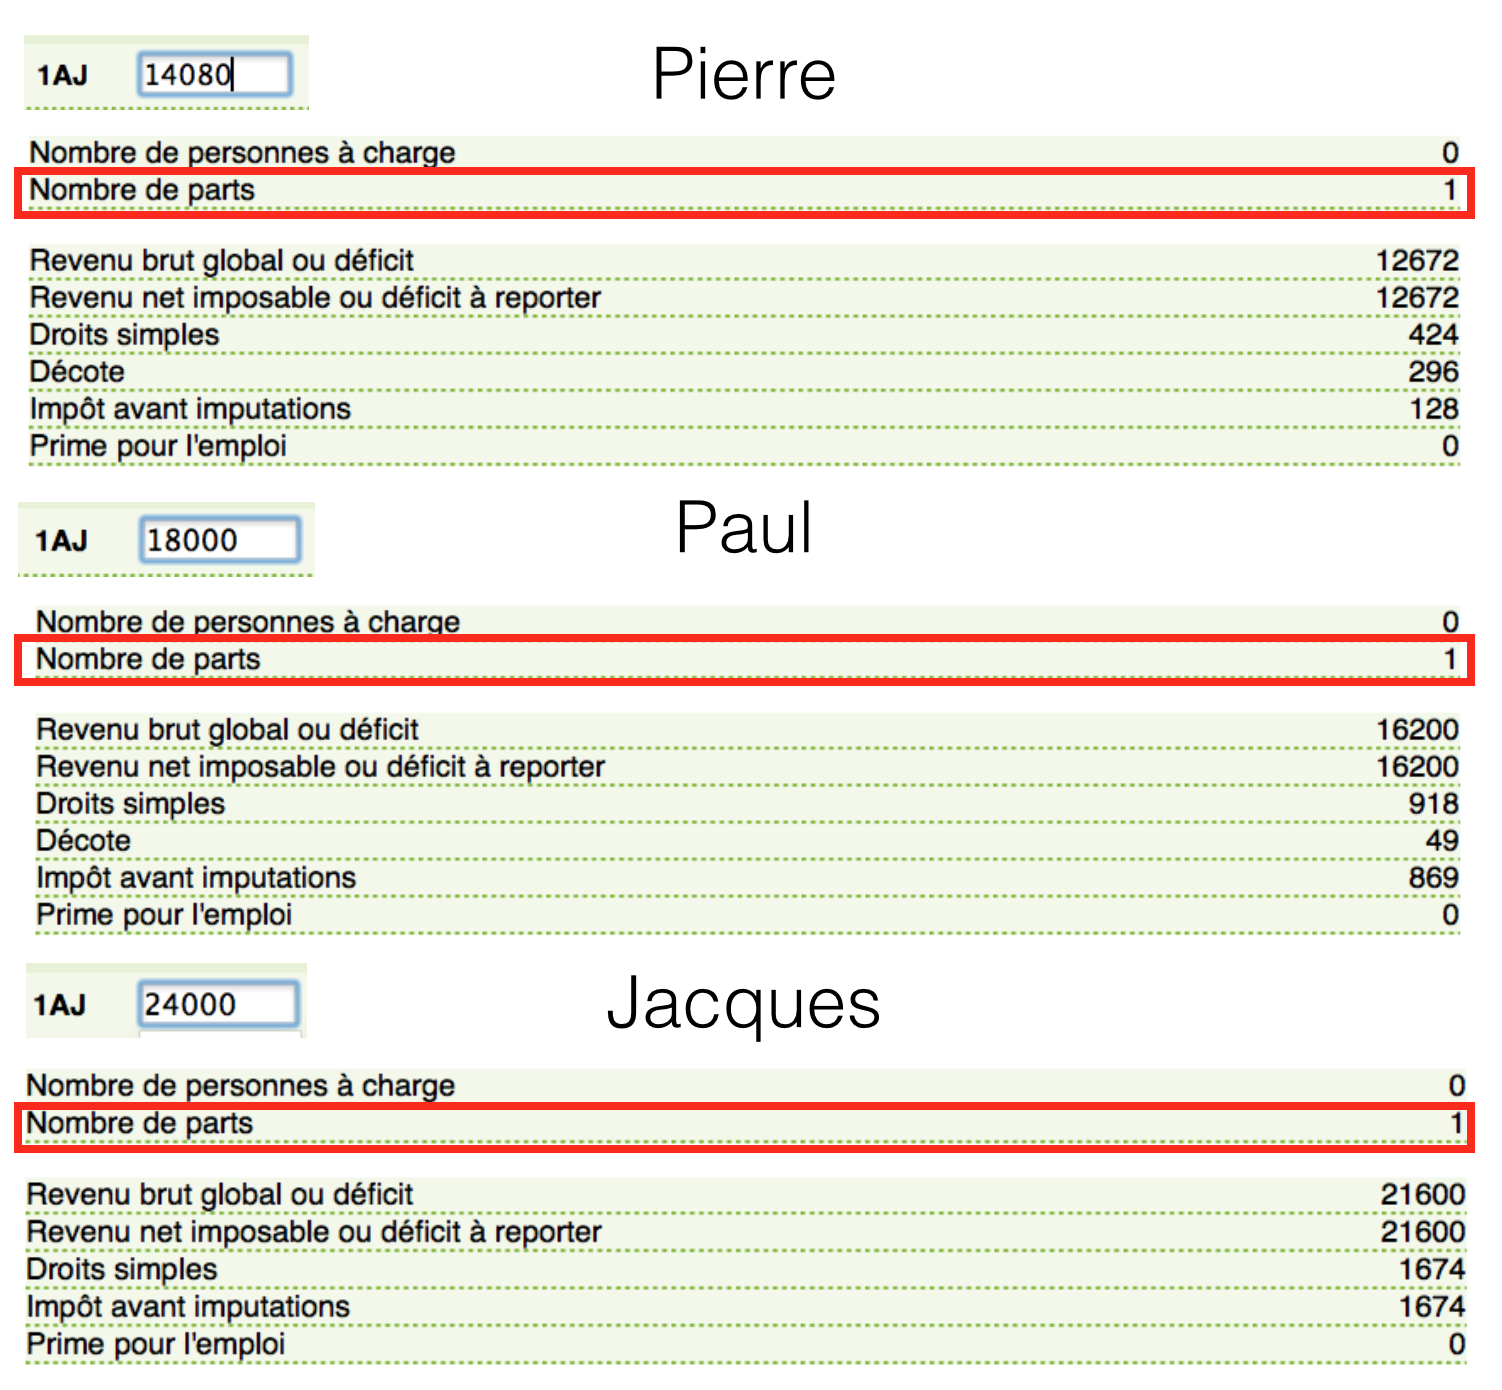 1AJ 14080 Pierre
Nombre de personnes à charge 0
Nombre de parts 1
Revenu brut global ou déficit 12672
Revenu net imposable ou déficit à reporter 12672
Droits simples 424
Décote 296
Impôt avant imputations 128
Prime pour l'emploi 0
1AJ 18000 Paul
Nombre de personnes à charge 0
Nombre de parts 1
Revenu brut global ou déficit 16200
Revenu net imposable ou déficit à reporter 16200
Droits simples 918
Décote 49
Impôt avant imputations 869
Prime pour l'emploi 0
1AJ 24000 Jacques
Nombre de personnes à charge 0
Nombre de parts 1
Revenu brut global ou déficit 21600
Revenu net imposable ou déficit à reporter 21600
Droits simples 1674
Impôt avant imputations 1674
Prime pour l'emploi 0